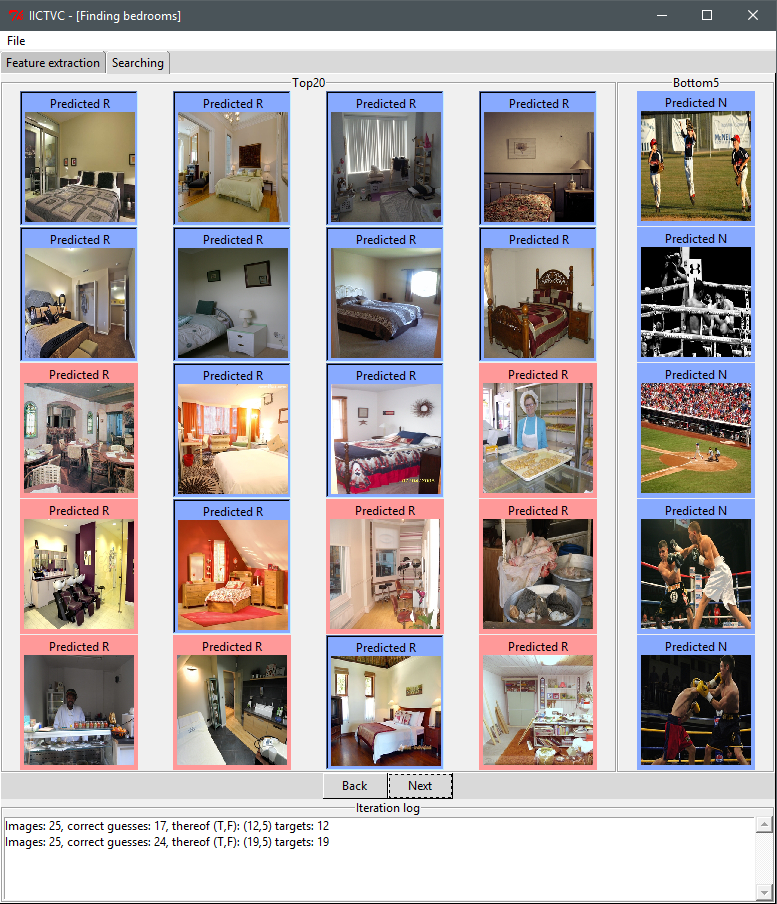 IICTVC - [Finding bedrooms]
File
Feature extraction Searching
Top20 Bottom5
Predicted R Predicted R Predicted R Predicted R Predicted N
Predicted R Predicted R Predicted R Predicted R Predicted N
Predicted R Predicted R Predicted R Predicted R Predicted N
Predicted R Predicted R Predicted R Predicted R Predicted N
Predicted R Predicted R Predicted R Predicted R Predicted N
Back Next
Iteration log
Images: 25, correct guesses: 17, thereof (T,F): (12,5) targets: 12
Images: 25, correct guesses: 24, thereof (T,F): (19,5) targets: 19